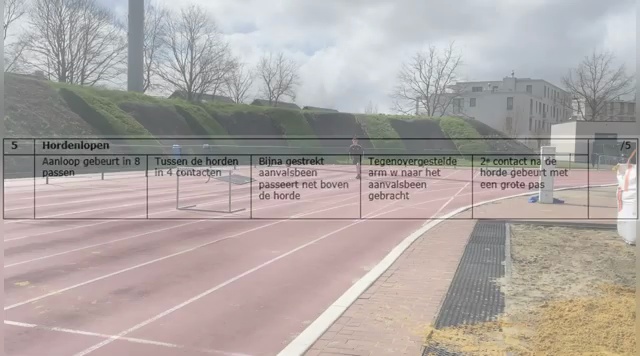 5 Hordenlopen
Aanloop gebeurt in 8
passen
Tussen de horden
in 4 contacten
Bijna gestrekt
aanvalsbeen
passeert net boven
de horde
Tegenovergestelde
arm w naar het
aanvalsbeen
gebracht
2e contact na de
horde gebeurt met
een grote pas
/5